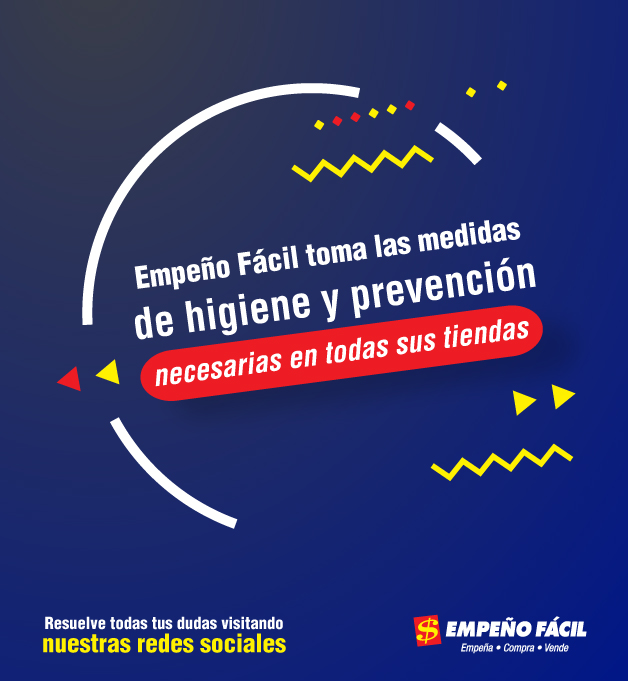 Empeño Fácil toma las medidas
de higiene y prevención
necesarias en todas sus tiendas
Resuelve todas tus dudas visitando
nuestras redes sociales
$ EMPEÑO FÁCIL
Empeña • Compra • Vende